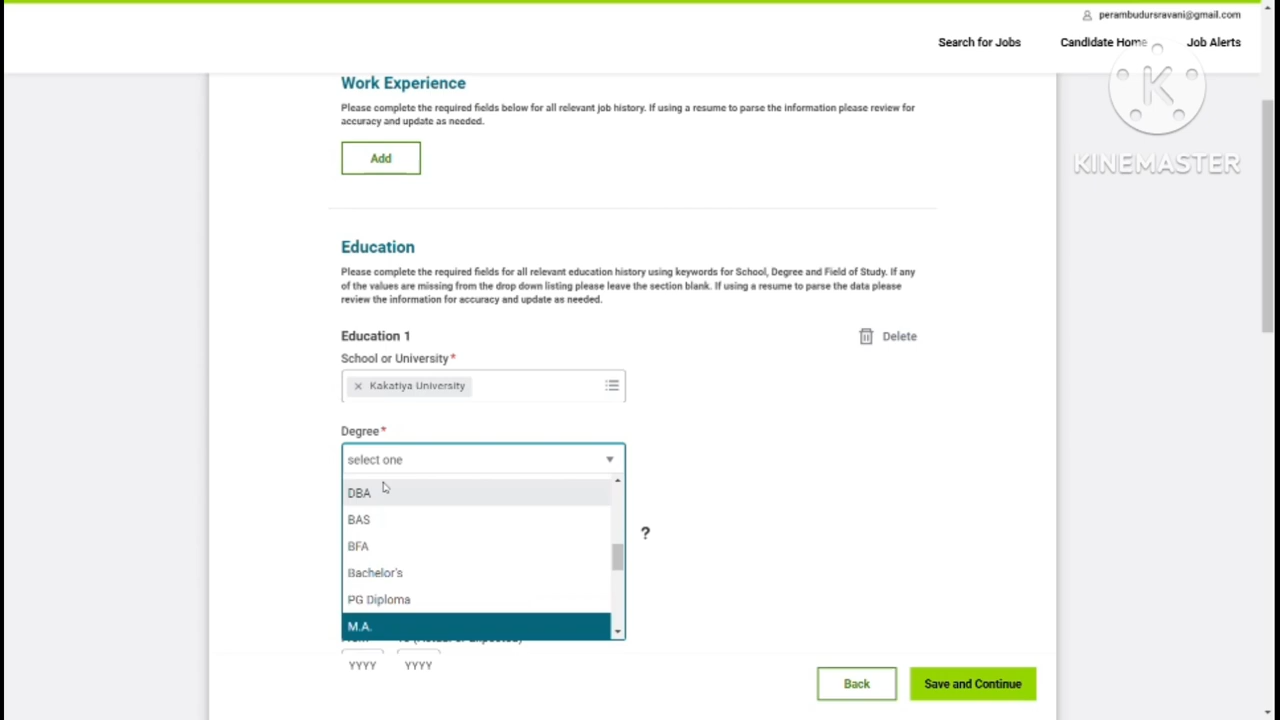 perambudursravani@gmail.com
Search for Jobs
Candidate Home
Job Alerts
K
KINEMASTER
Work Experience
Please complete the required fields below for all relevant job history. If using a resume to parse the information please review for
accuracy and update as needed.
Add
Education
Please complete the required fields for all relevant education history using keywords for School, Degree and Field of Study. If any
of the values are missing from the drop down listing please leave the section blank. If using a resume to parse the data please
review the information for accuracy and update as needed.
Education 1
Delete
School or University*
× Kakatiya University
Degree*
select one
DBA
BAS
?
BFA
Bachelor's
PG Diploma
M.A.
YYYY
YYYY
Back
Save and Continue